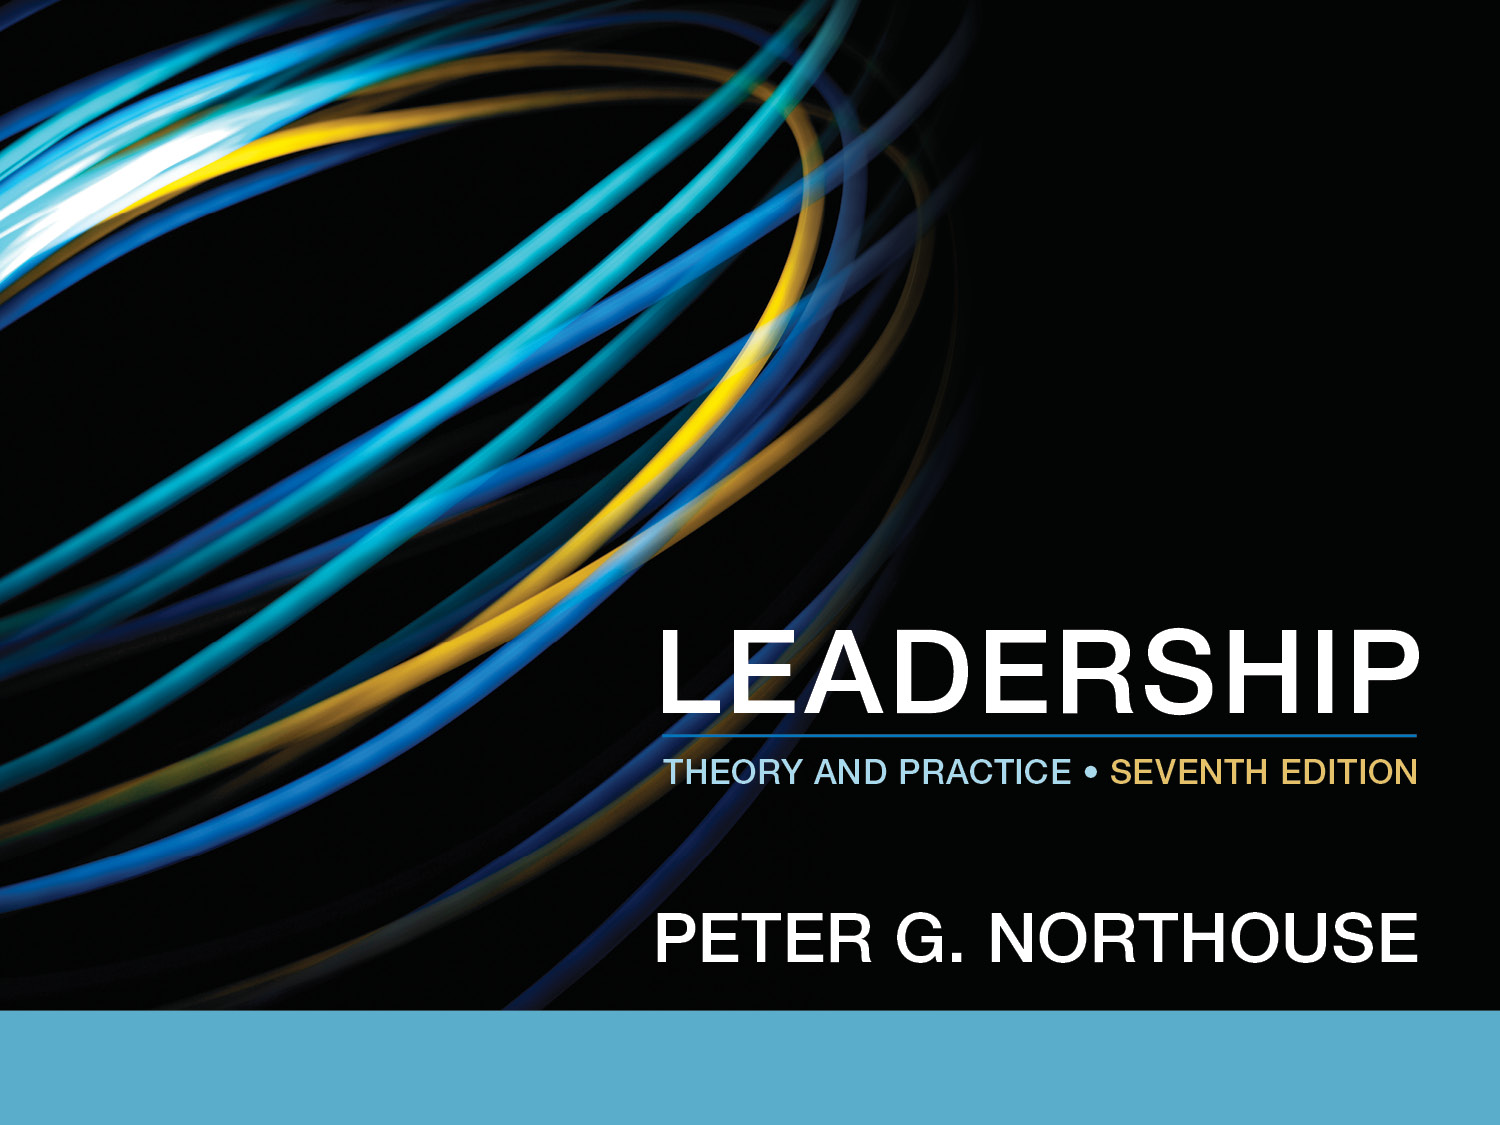 LEADERSHIP
THEORY AND PRACTICE • SEVENTH EDITION
PETER G. NORTHOUSE